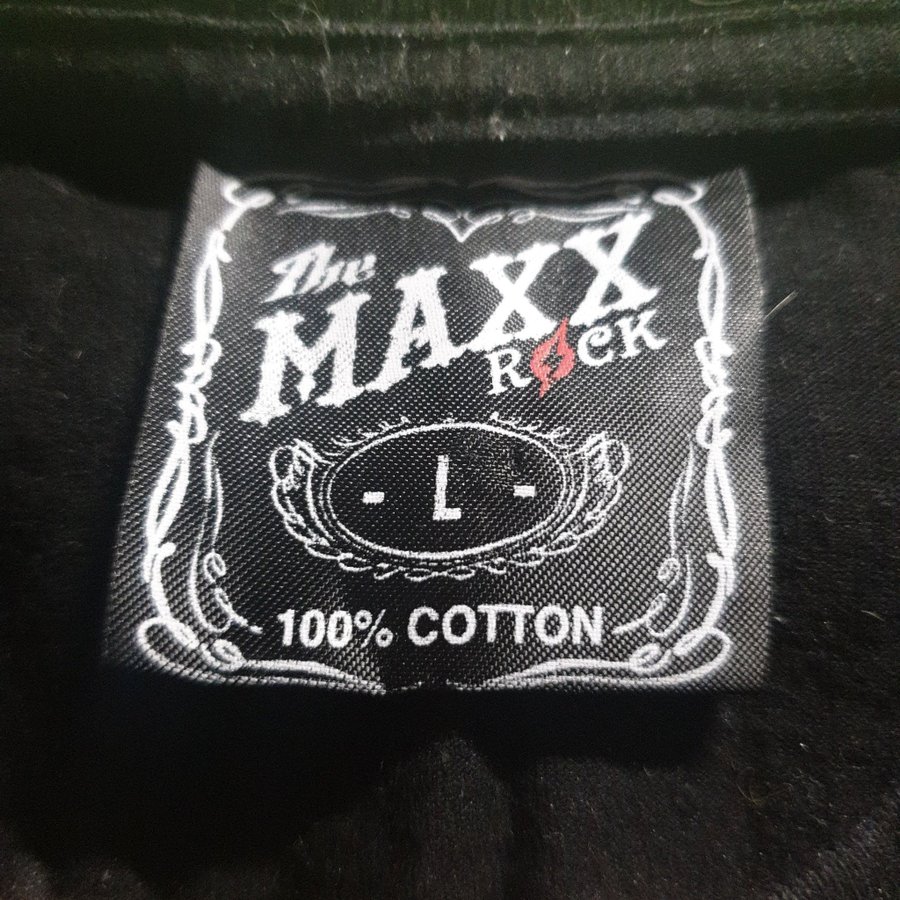 The
MAXX
ROCK
- L -
100% COTTON